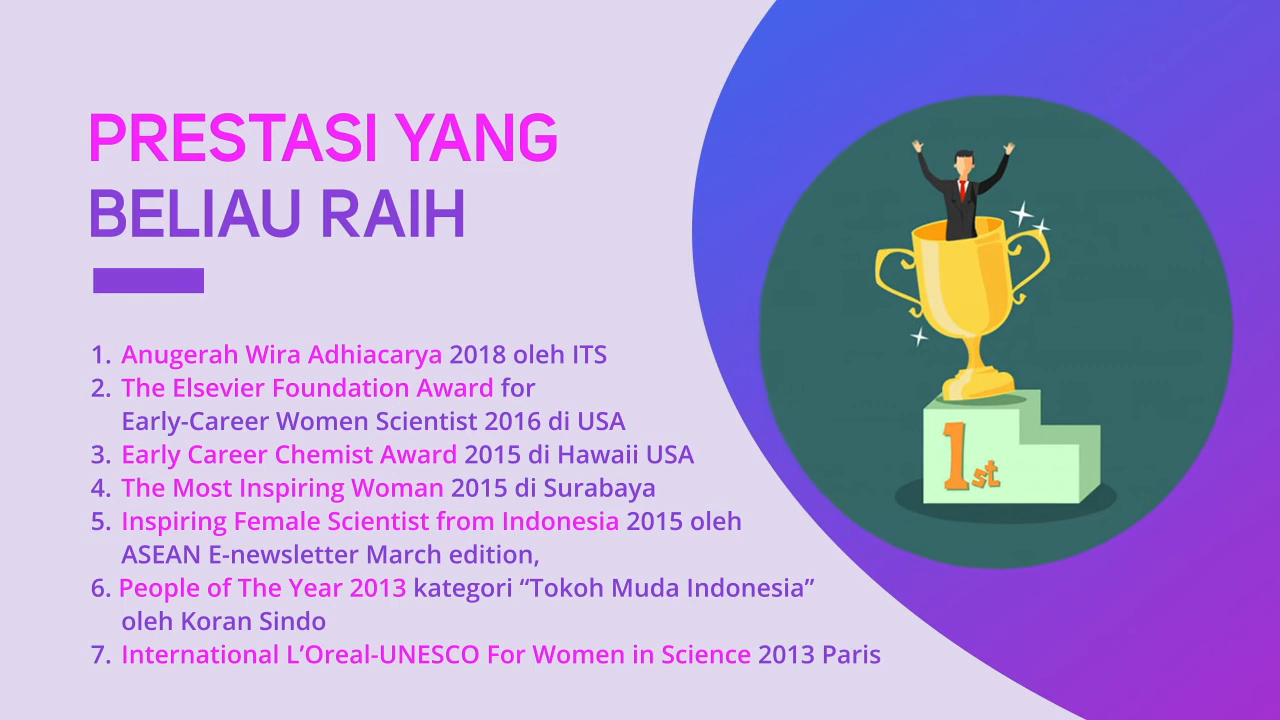 PRESTASI YANG
BELIAU RAIH
1. Anugerah Wira Adhiacarya 2018 oleh ITS
2. The Elsevier Foundation Award for
Early-Career Women Scientist 2016 di USA
3. Early Career Chemist Award 2015 di Hawaii USA
4. The Most Inspiring Woman 2015 di Surabaya
5. Inspiring Female Scientist from Indonesia 2015 oleh
ASEAN E-newsletter March edition,
6. People of The Year 2013 kategori “Tokoh Muda Indonesia”
oleh Koran Sindo
7. International L’Oreal-UNESCO For Women in Science 2013 Paris
1st